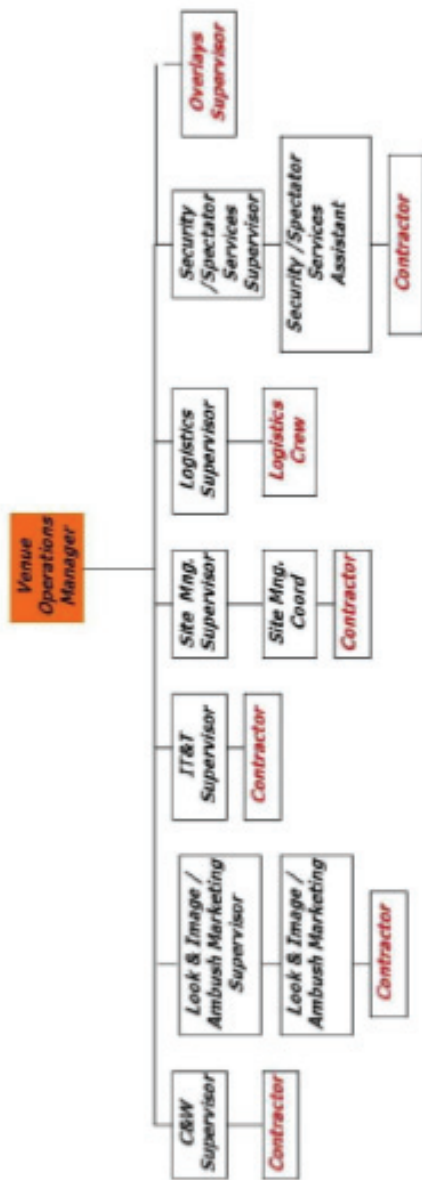 Venue
Operations
Manager
C&W
Supervisor
Contractor
Look & Image /
Ambush Marketing
Supervisor
Look & Image /
Ambush Marketing
Contractor
IT&T
Supervisor
Contractor
Site Mng.
Supervisor
Site Mng.
Coord
Contractor
Logistics
Supervisor
Logistics
Crew
Security
/Spectator
Services
Supervisor
Security /Spectator
Services
Assistant
Contractor
Overlays
Supervisor